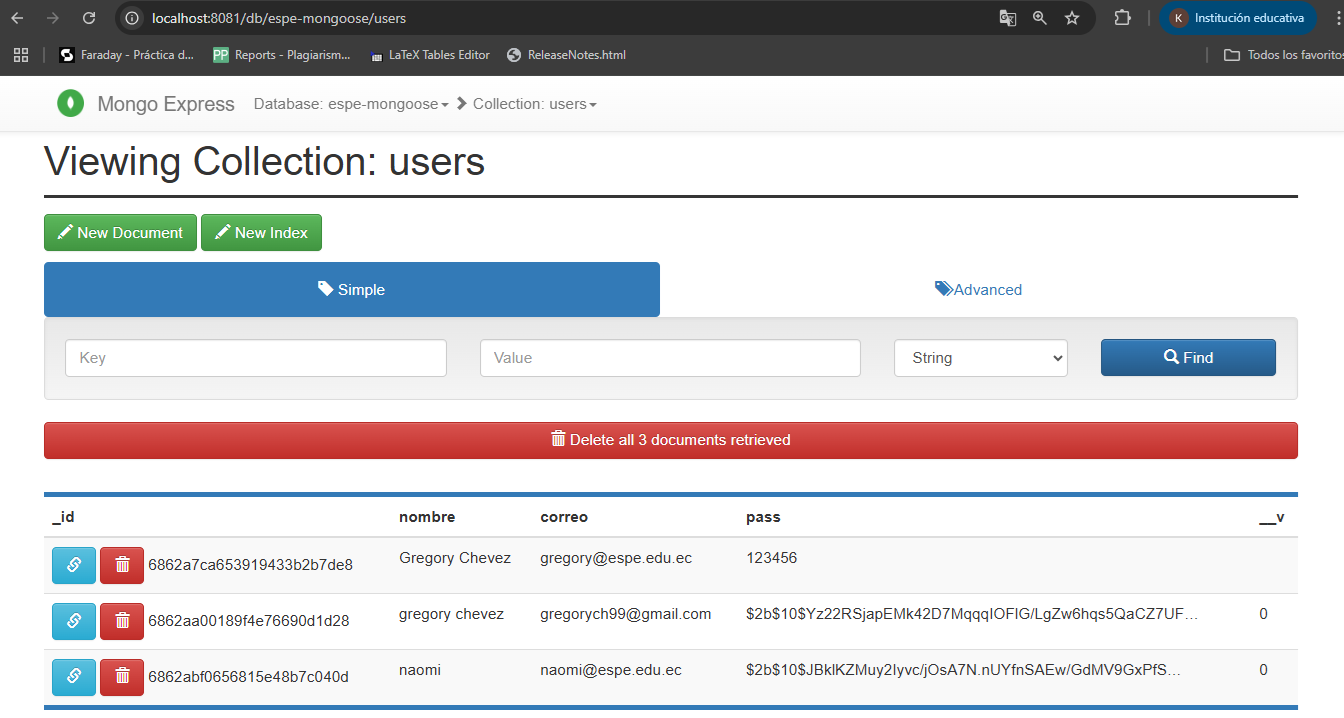 localhost:8081/db/espe-mongoose/users
K Institución educativa
Faraday - Práctica d... PP Reports - Plagiarism... LaTeX Tables Editor ReleaseNotes.html Todos los favoritos
Mongo Express Database: espe-mongoose Collection: users
Viewing Collection: users
New Document New Index
Simple Advanced
Key Value String Find
Delete all 3 documents retrieved
_id nombre correo pass __v
6862a7ca653919433b2b7de8 Gregory Chevez gregory@espe.edu.ec 123456
6862aa00189f4e76690d1d28 gregory chevez gregorych99@gmail.com $2b$10$Yz22RSjapEMk42D7MqqqIOFIG/LgZw6hqs5QaCZ7UF... 0
6862abf0656815e48b7c040d naomi naomi@espe.edu.ec $2b$10$JBklKZMuy2Iyvc/jOsA7N.nUYfnSAEw/GdMV9GxPfS... 0